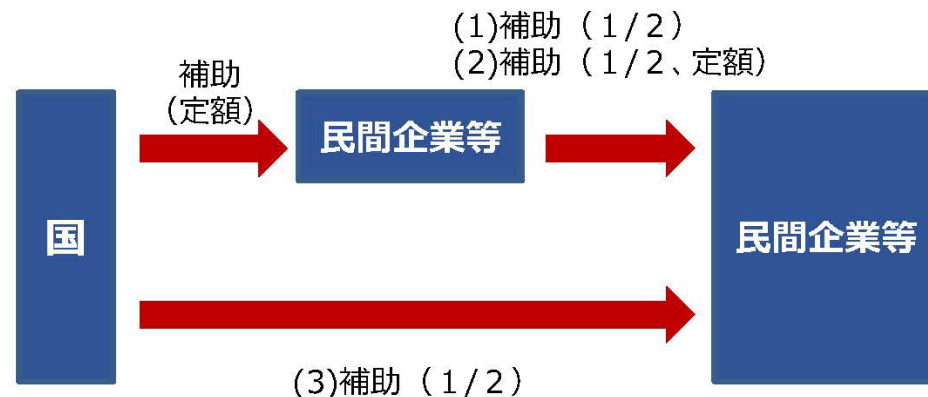 (1)補助（１/２）
(2)補助（１/２、定額）
補助
（定額）
民間企業等
国
民間企業等
(3)補助（１/２）